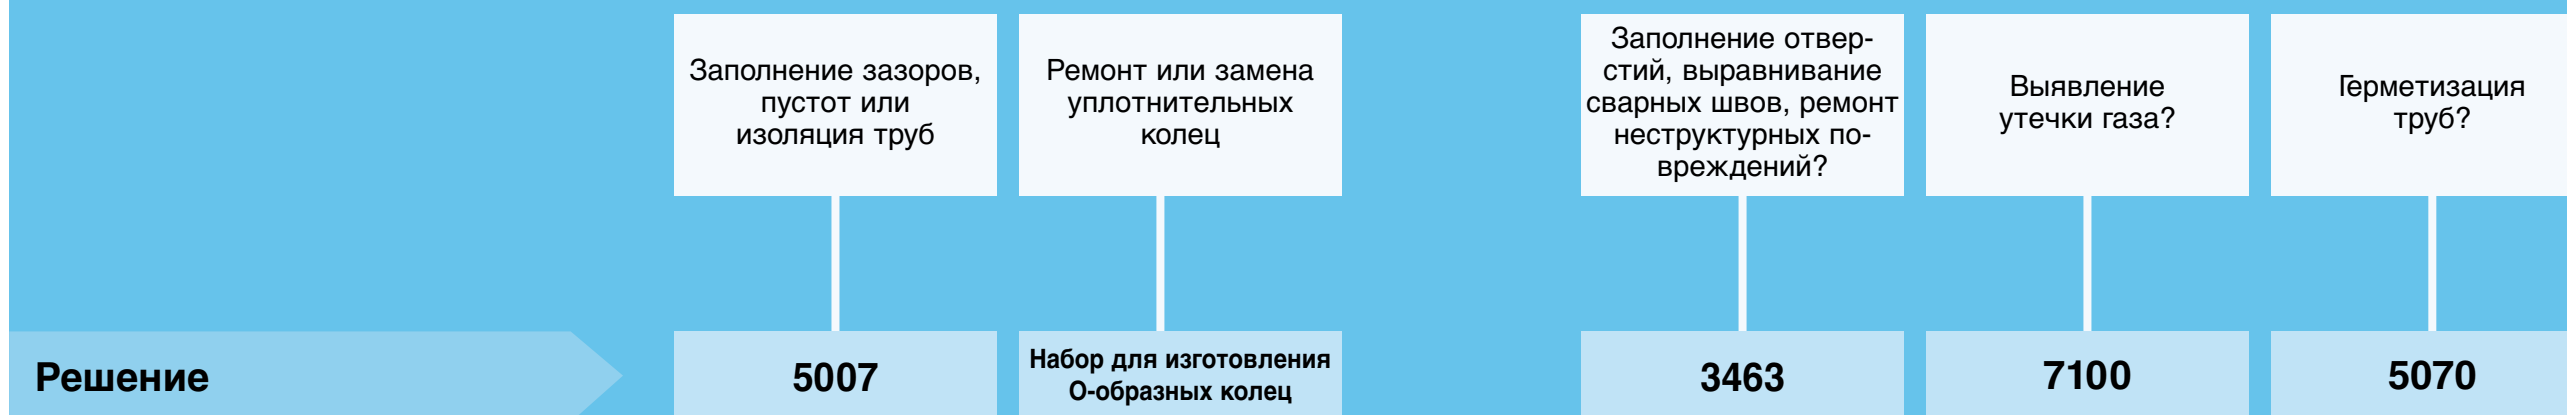 Заполнение зазоров,
пустот или
изоляция труб
Ремонт или замена
уплотнительных
колец
Заполнение отвер-
стий, выравнивание
сварных швов, ремонт
неструктурных по-
вреждений?
Выявление
утечки газа?
Герметизация
труб?
Решение
5007
Набор для изготовления
О-образных колец
3463
7100
5070